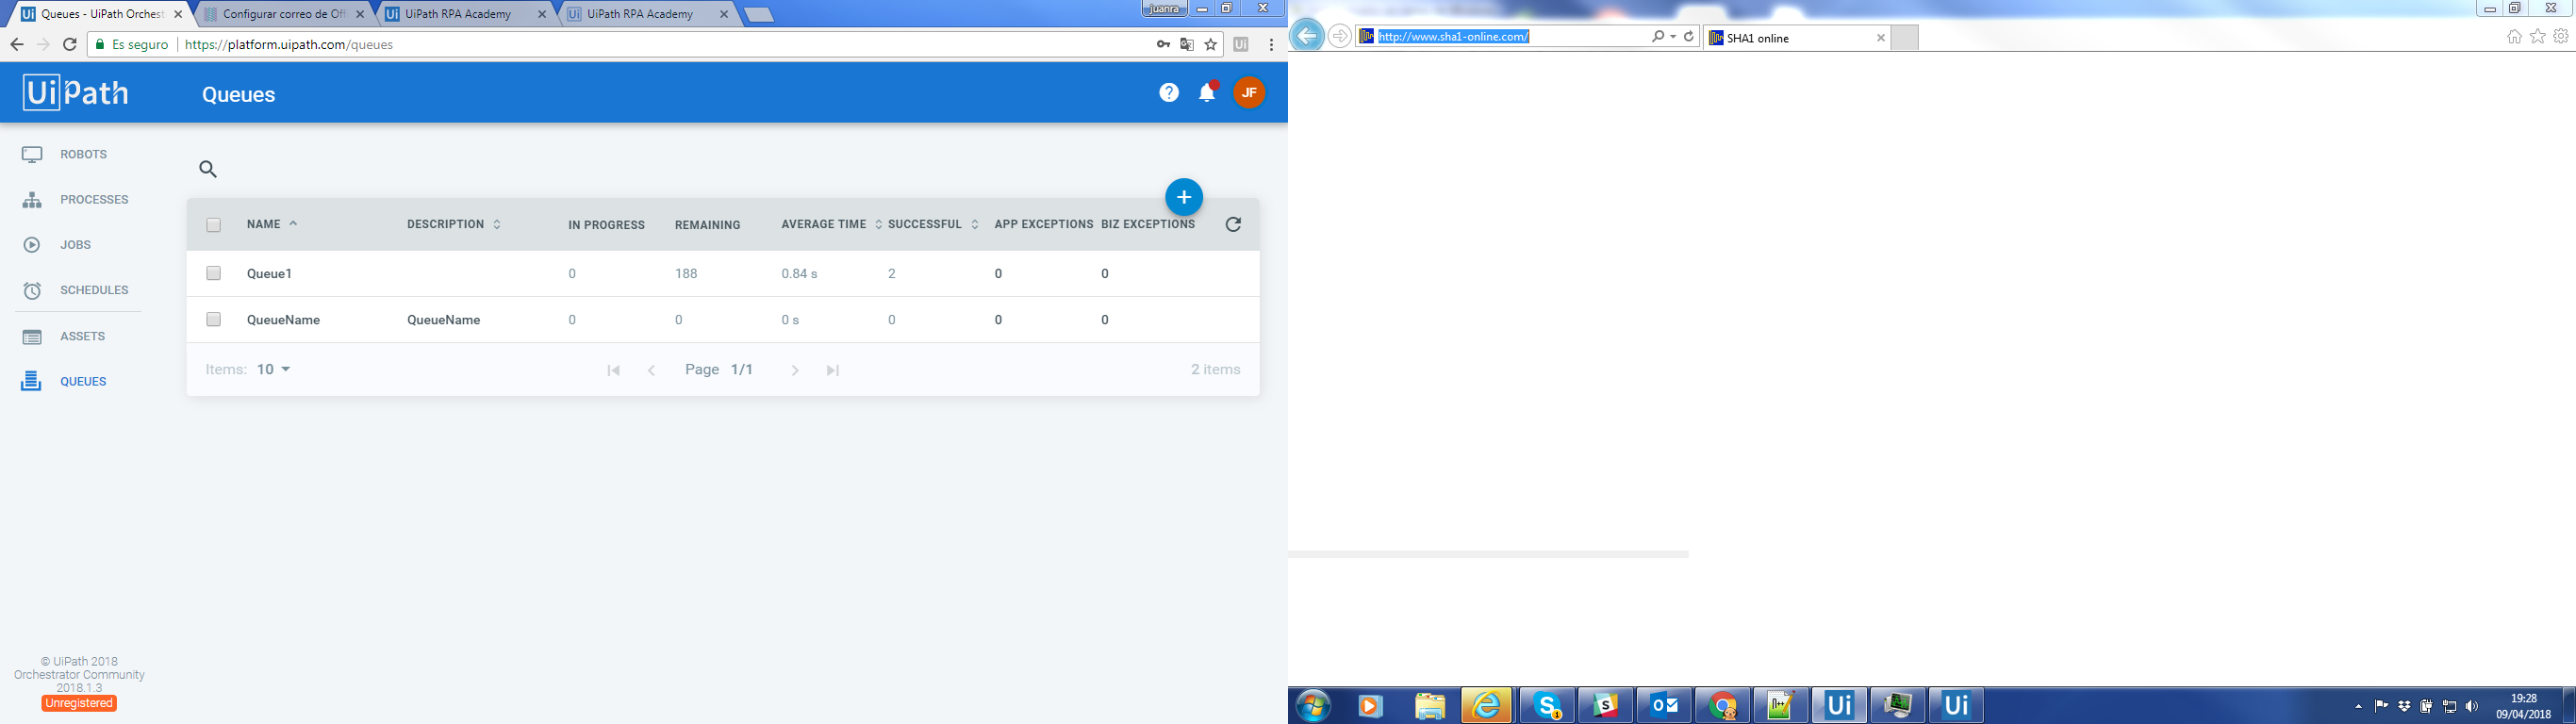 Queues - UiPath Orchest
Configurar correo de Off
UiPath RPA Academy
UiPath RPA Academy
juanra
Es seguro
https://platform.uipath.com/queues
Ui
UiPath
Queues
?
JF
ROBOTS
PROCESSES
JOBS
SCHEDULES
ASSETS
QUEUES
NAME DESCRIPTION IN PROGRESS REMAINING AVERAGE TIME SUCCESSFUL APP EXCEPTIONS BIZ EXCEPTIONS
Queue1 0 188 0.84 s 2 0 0
QueueName QueueName 0 0 0 s 0 0 0
Items: 10 Page 1/1 2 items
© UiPath 2018
Orchestrator Community
2018.1.3
Unregistered
http://www.sha1-online.com/
SHA1 online
Ui
Ui
19:28
09/04/2018